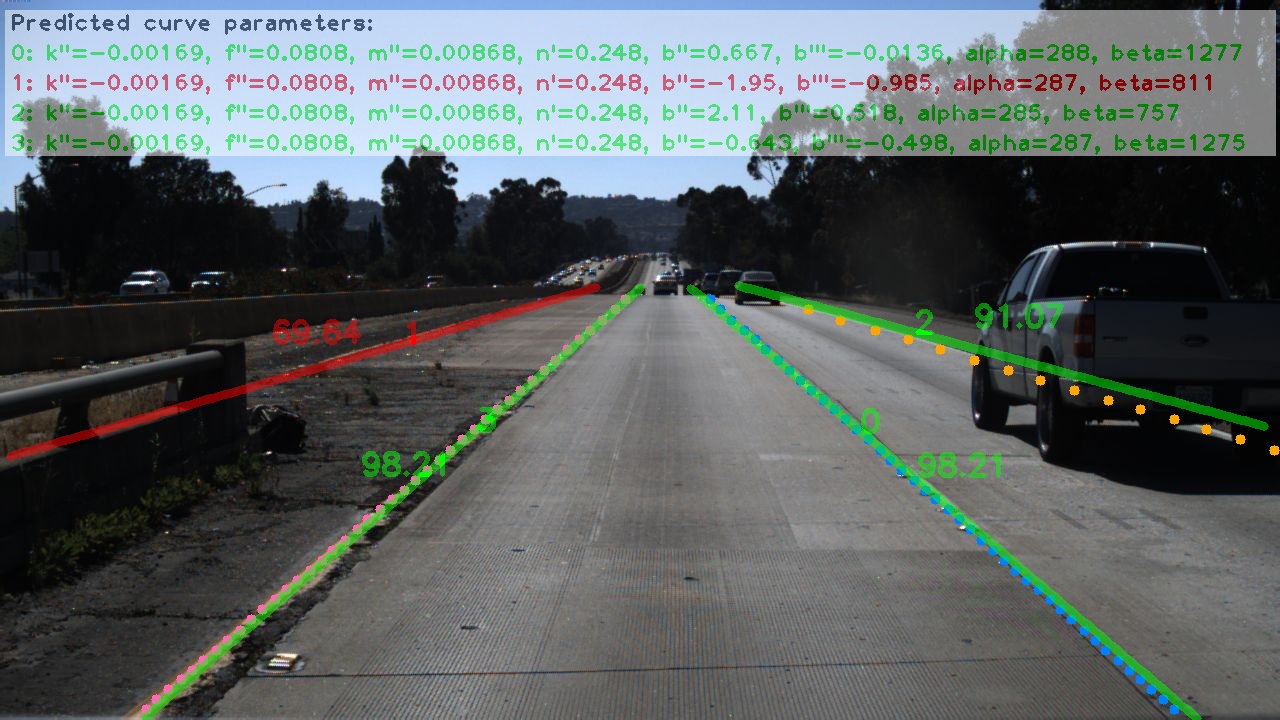 Predicted curve parameters:
0: k''=-0.00169, f''=0.0808, m''=0.00868, n'=0.248, b''=0.667, b'''=-0.0136, alpha=288, beta=1277
1: k''=-0.00169, f''=0.0808, m''=0.00868, n'=0.248, b''=-1.95, b'''=-0.985, alpha=287, beta=811
2: k''=-0.00169, f''=0.0808, m''=0.00868, n'=0.248, b''=2.11, b'''=0.518, alpha=285, beta=757
3: k''=-0.00169, f''=0.0808, m''=0.00868, n'=0.248, b''=-0.643, b'''=-0.498, alpha=287, beta=1275
69.64 1
2 91.07
3 0
98.21 98.21